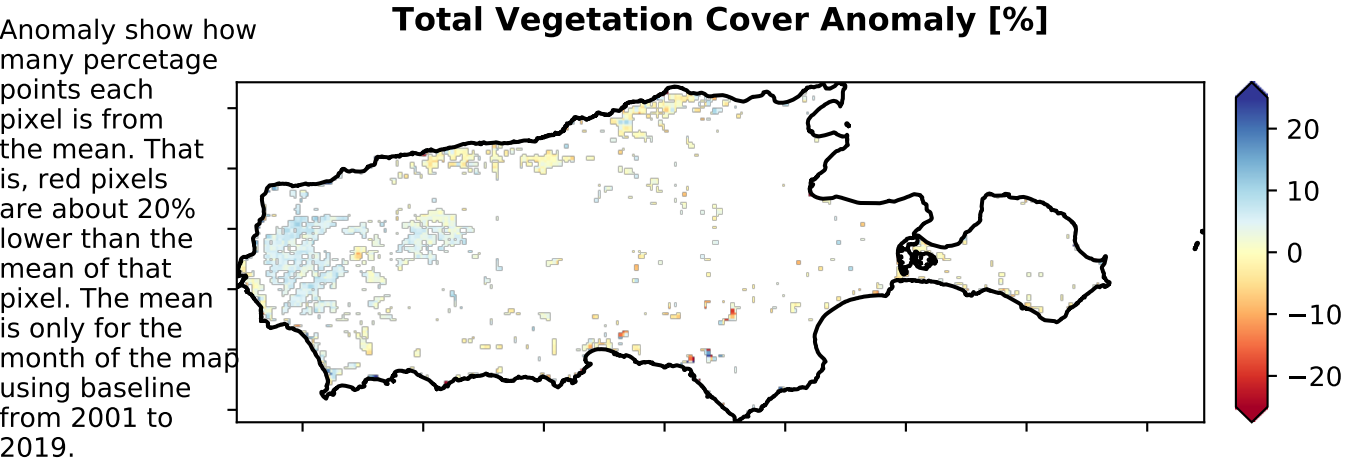 Total Vegetation Cover Anomaly [%]
Anomaly show how
many percetage
points each
pixel is from
the mean. That
is, red pixels
are about 20%
lower than the
mean of that
pixel. The mean
is only for the
month of the map
using baseline
from 2001 to
2019.
20
10
0
−10
−20